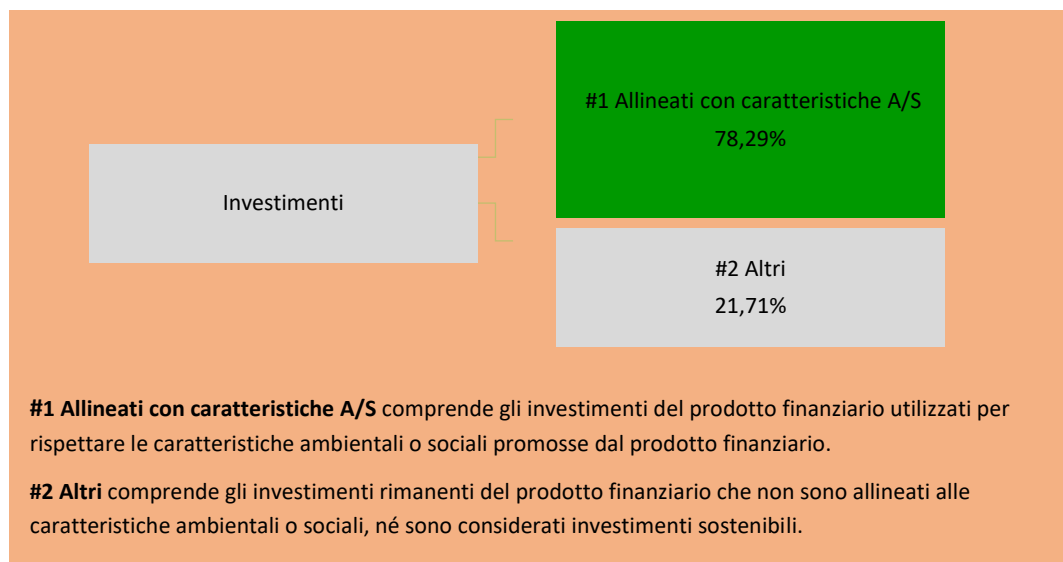 #1 Allineati con caratteristiche A/S
78,29%
Investimenti
#2 Altri
21,71%
#1 Allineati con caratteristiche A/S comprende gli investimenti del prodotto finanziario utilizzati per
rispettare le caratteristiche ambientali o sociali promosse dal prodotto finanziario.
#2 Altri comprende gli investimenti rimanenti del prodotto finanziario che non sono allineati alle
caratteristiche ambientali o sociali, né sono considerati investimenti sostenibili.